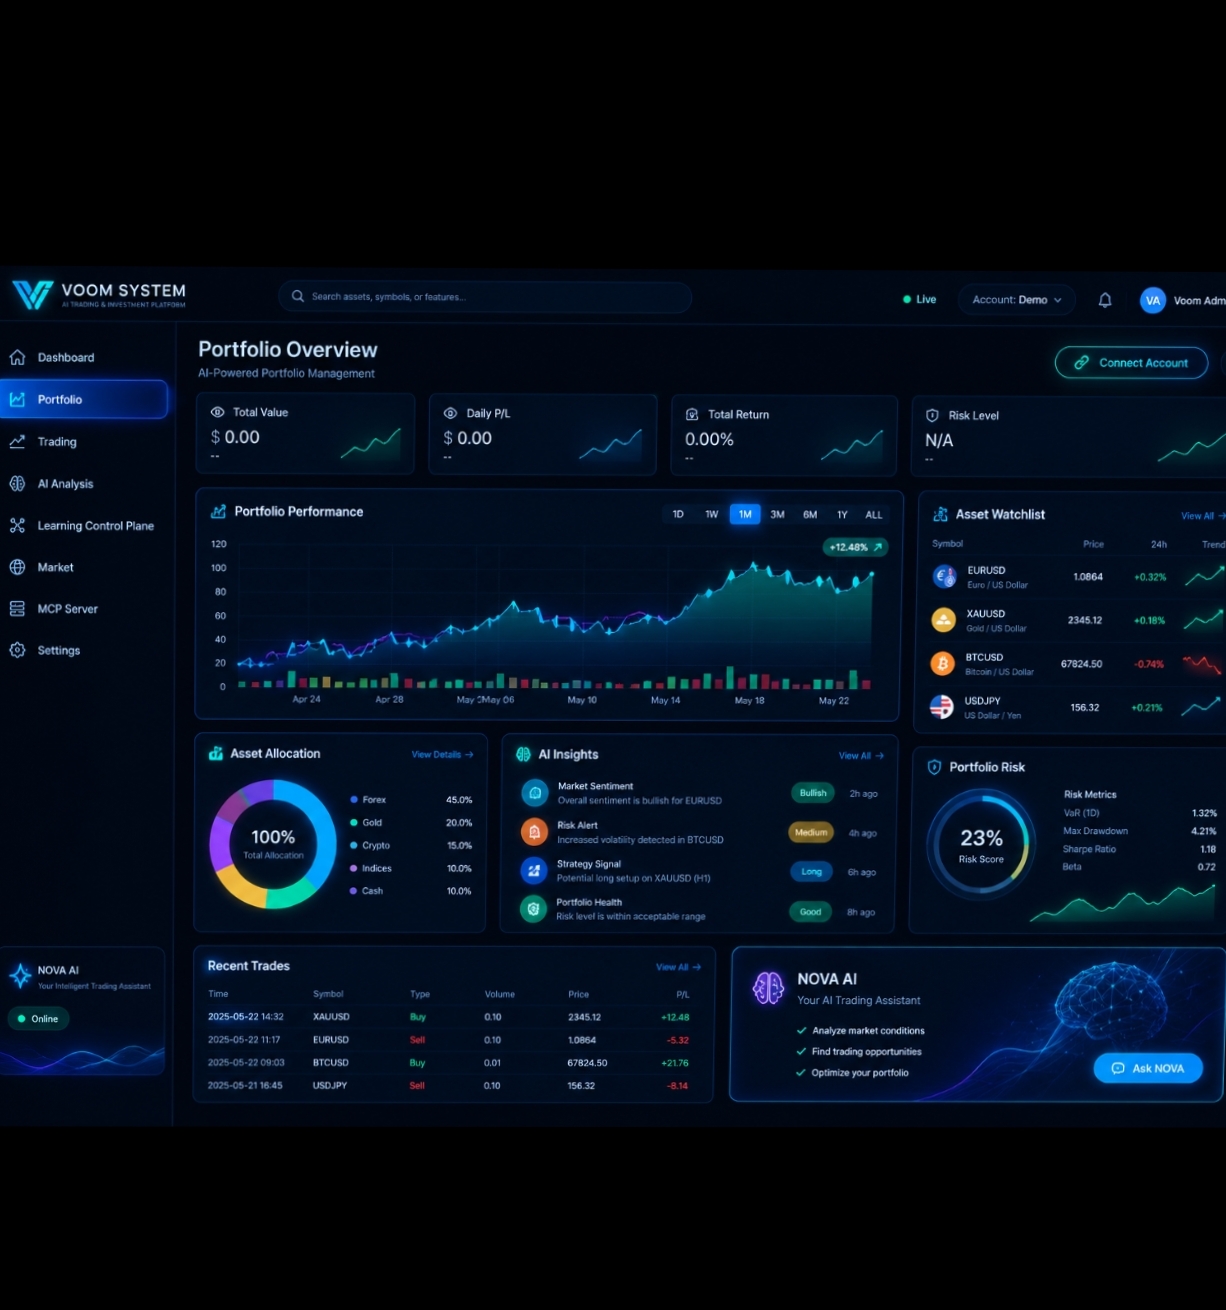 VOOM SYSTEM
AI TRADING & INVESTMENT PLATFORM
Search assets, symbols, or features...
Live
Account: Demo
VA
Voom Adm
Dashboard
Portfolio
Trading
AI Analysis
Learning Control Plane
Market
MCP Server
Settings
NOVA AI
Your Intelligent Trading Assistant
Online
Portfolio Overview
AI-Powered Portfolio Management
Connect Account
Total Value
$ 0.00
--
Daily P/L
$ 0.00
--
Total Return
0.00%
--
Risk Level
N/A
--
Portfolio Performance
1D 1W 1M 3M 6M 1Y ALL
+12.48%
120
100
80
60
40
20
0
Apr 24 Apr 28 May May 06 May 10 May 14 May 18 May 22
Asset Watchlist
View All →
Symbol Price 24h Trend
EURUSD 1.0864 +0.32%
Euro / US Dollar
XAUUSD 2345.12 +0.18%
Gold / US Dollar
BTCUSD 67824.50 -0.74%
Bitcoin / US Dollar
USDJPY 156.32 +0.21%
US Dollar / Yen
Asset Allocation
View Details →
100%
Total Allocation
Forex 45.0%
Gold 20.0%
Crypto 15.0%
Indices 10.0%
Cash 10.0%
AI Insights
View All →
Market Sentiment
Overall sentiment is bullish for EURUSD
Bullish 2h ago
Risk Alert
Increased volatility detected in BTCUSD
Medium 4h ago
Strategy Signal
Potential long setup on XAUUSD (H1)
Long 6h ago
Portfolio Health
Risk level is within acceptable range
Good 8h ago
Portfolio Risk
23%
Risk Score
Risk Metrics
VaR (1D) 1.32%
Max Drawdown 4.21%
Sharpe Ratio 1.18
Beta 0.72
Recent Trades
View All →
Time Symbol Type Volume Price P/L
2025-05-22 14:32 XAUUSD Buy 0.10 2345.12 +12.48
2025-05-22 11:17 EURUSD Sell 0.10 1.0864 -5.32
2025-05-22 09:03 BTCUSD Buy 0.01 67824.50 +21.76
2025-05-21 16:45 USDJPY Sell 0.10 156.32 -8.14
NOVA AI
Your AI Trading Assistant
Analyze market conditions
Find trading opportunities
Optimize your portfolio
Ask NOVA